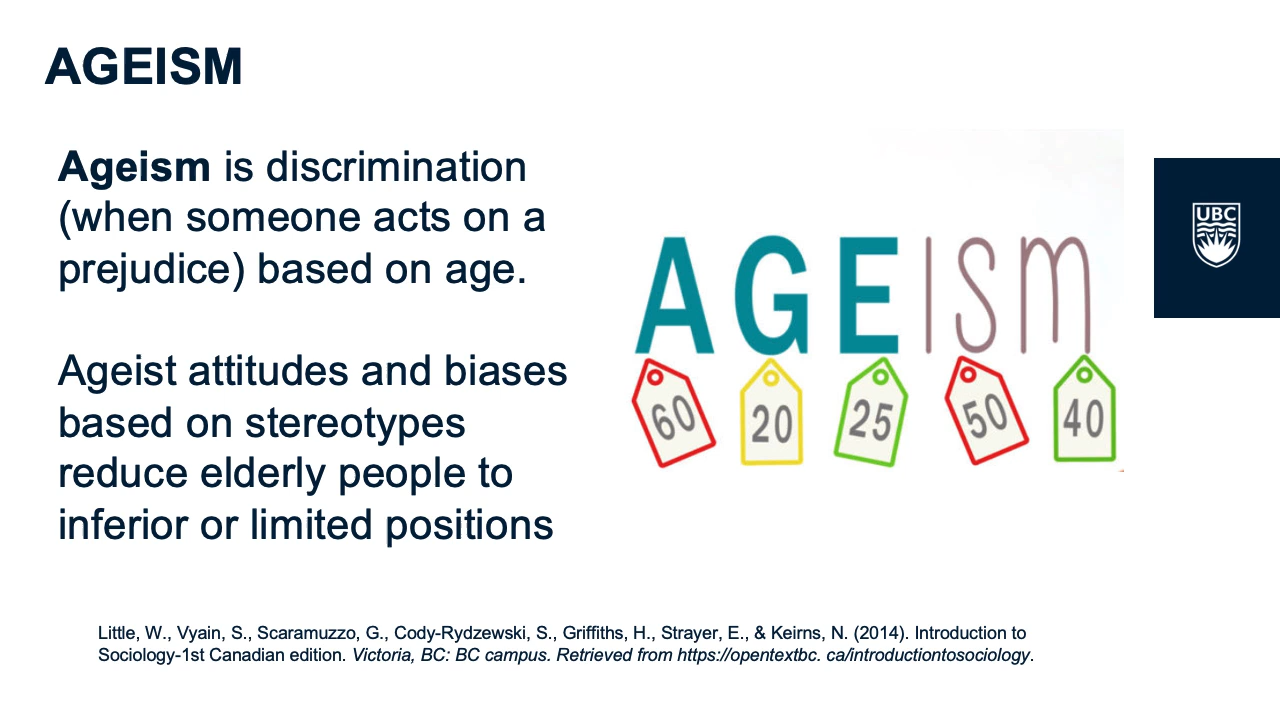 AGEISM
Ageism is discrimination
(when someone acts on a
prejudice) based on age.
Ageist attitudes and biases
based on stereotypes
reduce elderly people to
inferior or limited positions
AGEISM
60 20 25 50 40
UBC
Little, W., Vyain, S., Scaramuzzo, G., Cody-Rydzewski, S., Griffiths, H., Strayer, E., & Keirns, N. (2014). Introduction to
Sociology-1st Canadian edition. Victoria, BC: BC campus. Retrieved from https://opentextbc. ca/introductiontosociology.